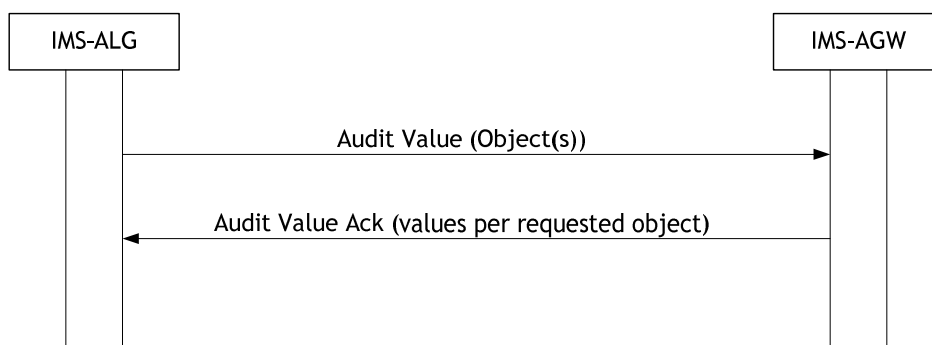 IMS-ALG
IMS-AGW
Audit Value (Object(s))
Audit Value Ack (values per requested object)